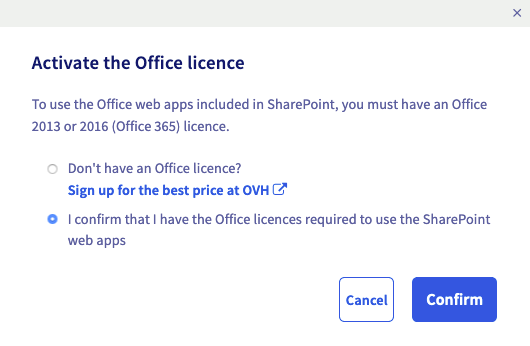 Activate the Office licence
To use the Office web apps included in SharePoint, you must have an Office
2013 or 2016 (Office 365) licence.
Don't have an Office licence?
Sign up for the best price at OVH
I confirm that I have the Office licences required to use the SharePoint
web apps
Cancel
Confirm